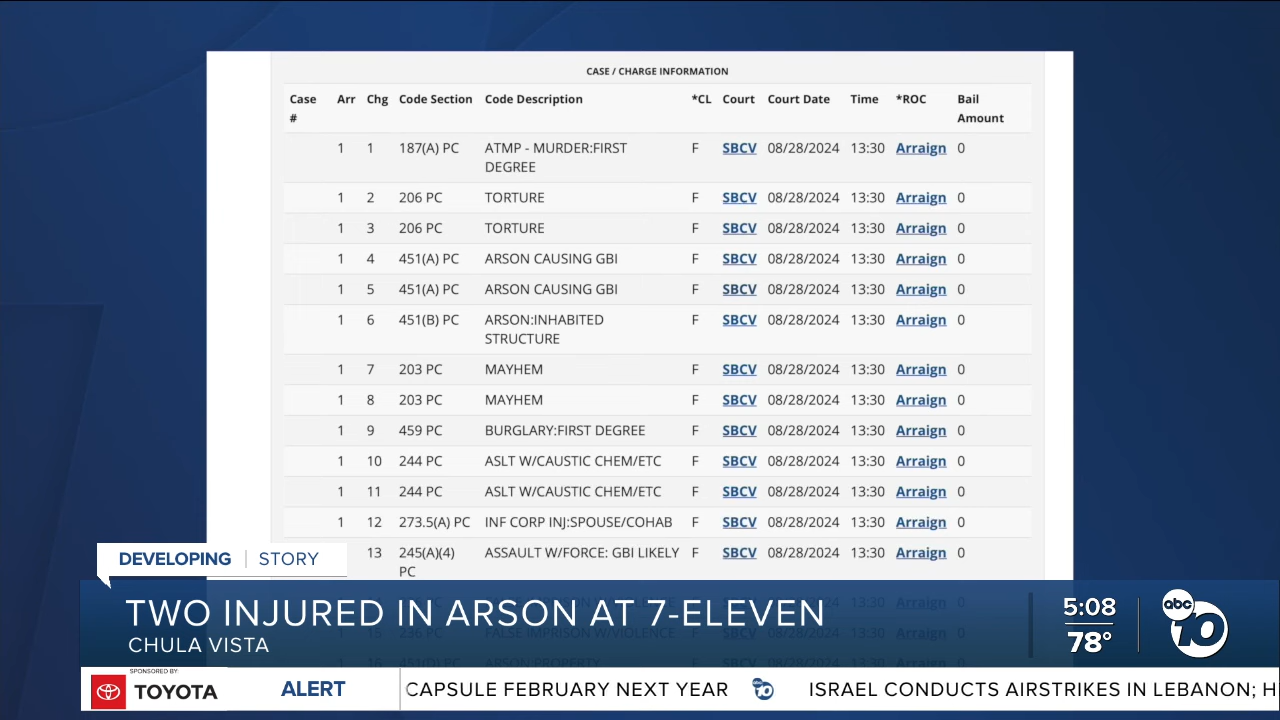 CASE / CHARGE INFORMATION
Case # Arr Chg Code Section Code Description *CL Court Court Date Time *ROC Bail Amount
1 1 187(A) PC ATMP - MURDER:FIRST DEGREE F SBCV 08/28/2024 13:30 Arraign 0
1 2 206 PC TORTURE F SBCV 08/28/2024 13:30 Arraign 0
1 3 206 PC TORTURE F SBCV 08/28/2024 13:30 Arraign 0
1 4 451(A) PC ARSON CAUSING GBI F SBCV 08/28/2024 13:30 Arraign 0
1 5 451(A) PC ARSON CAUSING GBI F SBCV 08/28/2024 13:30 Arraign 0
1 6 451(B) PC ARSON:INHABITED STRUCTURE F SBCV 08/28/2024 13:30 Arraign 0
1 7 203 PC MAYHEM F SBCV 08/28/2024 13:30 Arraign 0
1 8 203 PC MAYHEM F SBCV 08/28/2024 13:30 Arraign 0
1 9 459 PC BURGLARY:FIRST DEGREE F SBCV 08/28/2024 13:30 Arraign 0
1 10 244 PC ASLT W/CAUSTIC CHEM/ETC F SBCV 08/28/2024 13:30 Arraign 0
1 11 244 PC ASLT W/CAUSTIC CHEM/ETC F SBCV 08/28/2024 13:30 Arraign 0
1 12 273.5(A) PC INF CORP INJ:SPOUSE/COHAB F SBCV 08/28/2024 13:30 Arraign 0
13 245(A)(4) PC ASSAULT W/FORCE: GBI LIKELY F SBCV 08/28/2024 13:30 Arraign 0
DEVELOPING | STORY
TWO INJURED IN ARSON AT 7-ELEVEN
CHULA VISTA
5:08
78°
abc 10
SPONSORED BY:
TOYOTA
ALERT
CAPSULE FEBRUARY NEXT YEAR 10 ISRAEL CONDUCTS AIRSTRIKES IN LEBANON; H